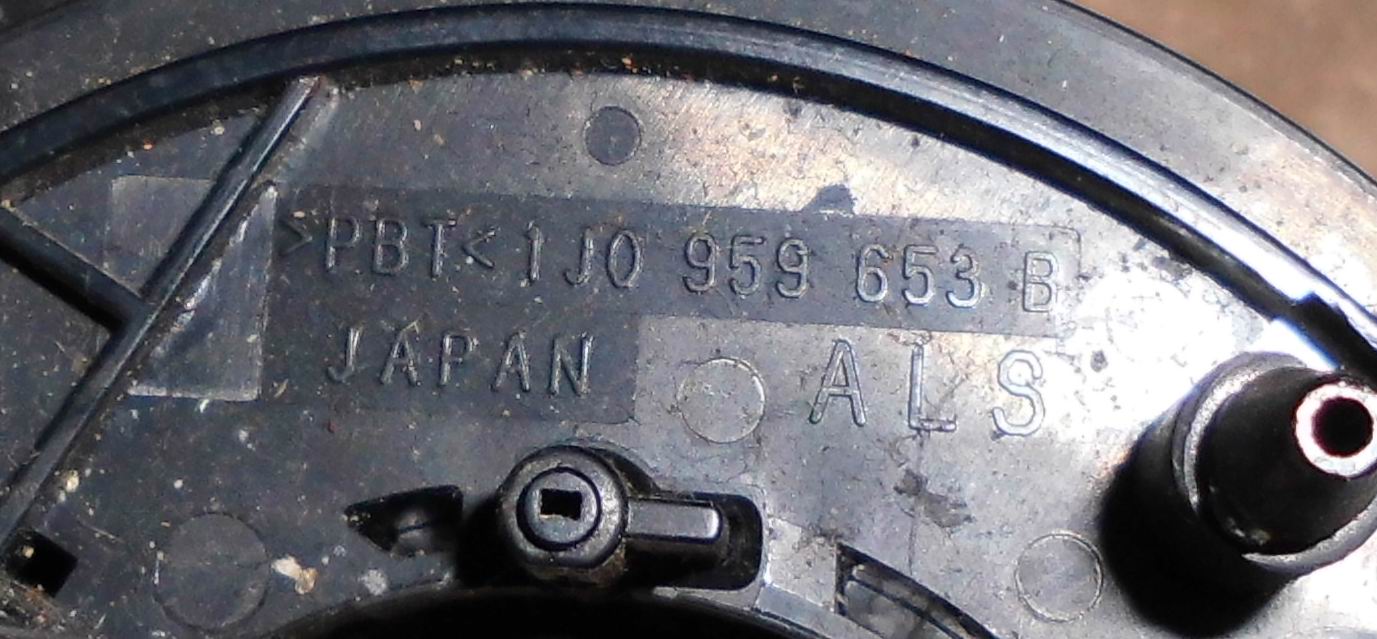 >PBT< 1J0 959 653 B
JAPAN ALS